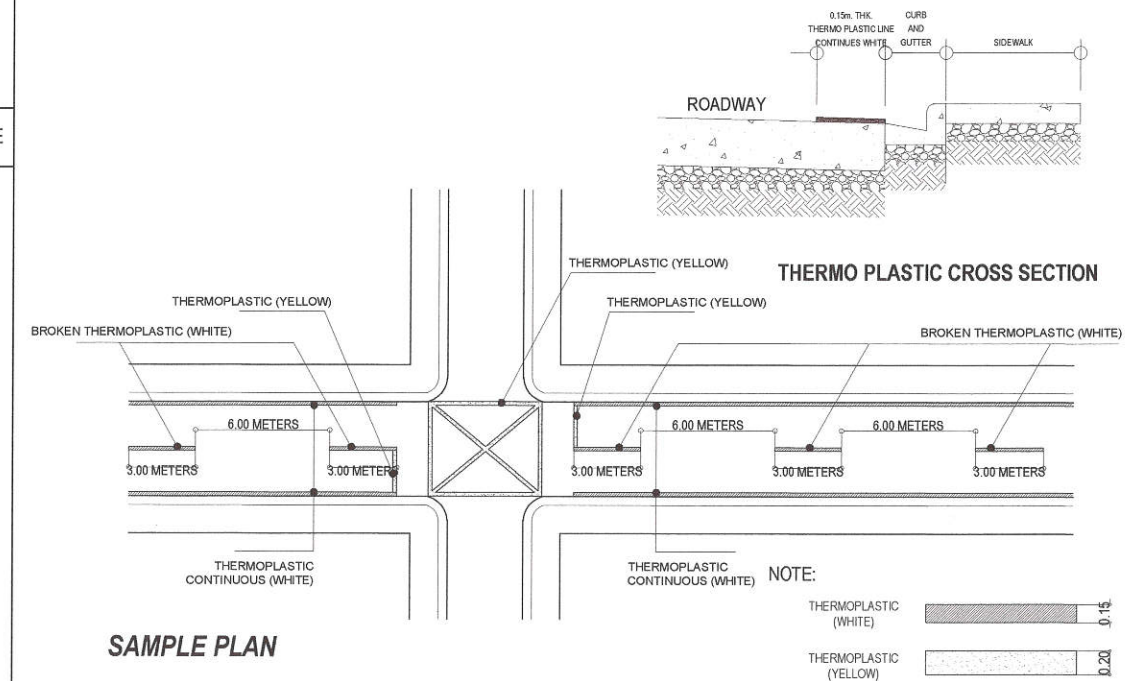 0.15m. THK.
THERMO PLASTIC LINE
CONTINUES WHITE
CURB
AND
GUTTER
SIDEWALK
E
ROADWAY
THERMO PLASTIC CROSS SECTION
THERMOPLASTIC (YELLOW)
THERMOPLASTIC (YELLOW)
THERMOPLASTIC (YELLOW)
BROKEN THERMOPLASTIC (WHITE)
BROKEN THERMOPLASTIC (WHITE)
6.00 METERS
6.00 METERS
6.00 METERS
3.00 METERS
3.00 METERS
3.00 METERS
3.00 METERS
3.00 METERS
THERMOPLASTIC
CONTINUOUS (WHITE)
THERMOPLASTIC
CONTINUOUS (WHITE)
NOTE:
THERMOPLASTIC
(WHITE)
0.15
THERMOPLASTIC
(YELLOW)
0.20
SAMPLE PLAN